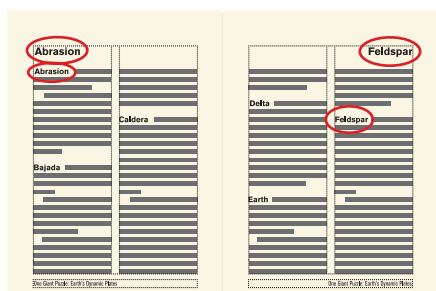 Abrasion
Abrasion
Caldera
Bajada
One Giant Puzzle: Earth's Dynamic Plates
Feldspar
Delta
Feldspar
Earth
One Giant Puzzle: Earth's Dynamic Plates